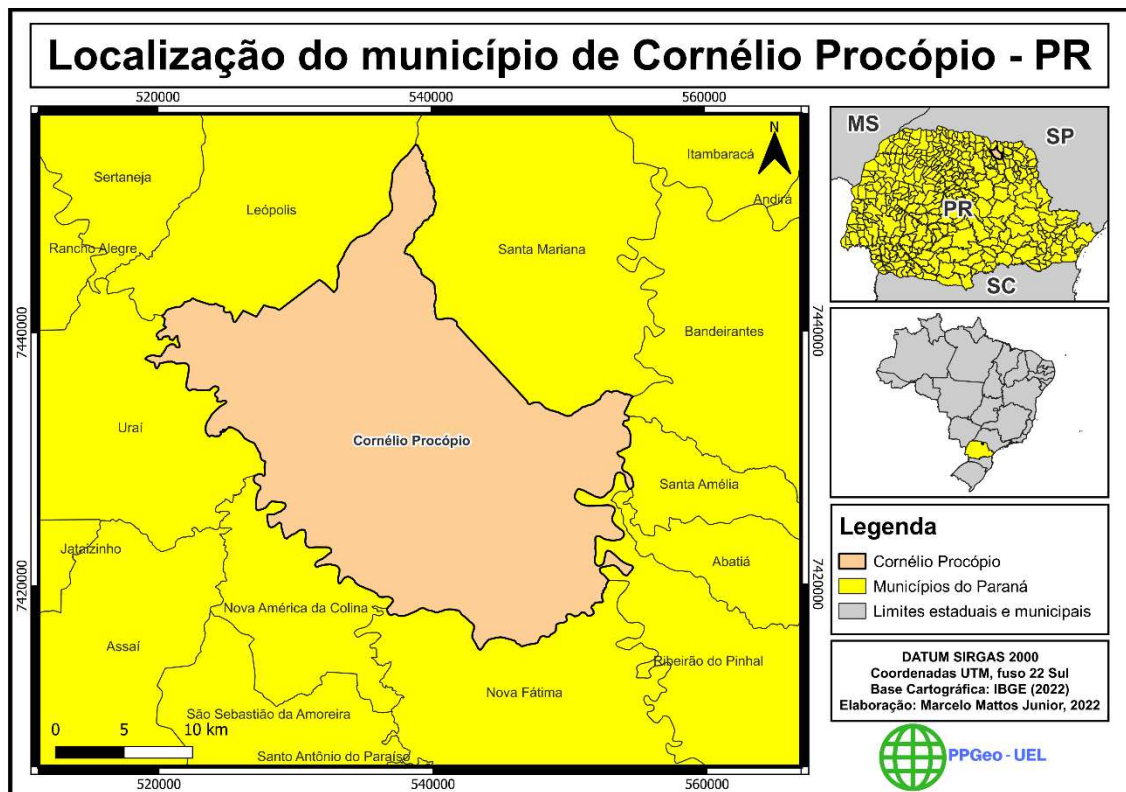 Localização do município de Cornélio Procópio - PR
520000
540000
560000
7440000
7420000
7440000
7420000
520000
540000
560000
N
Sertaneja
Leópolis
Itambaracá
Andirá
Rancho Alegre
Santa Mariana
Bandeirantes
Uraí
Cornélio Procópio
Santa Amélia
Jataizinho
Abatiá
Nova América da Colina
Assaí
Ribeirão do Pinhal
Nova Fátima
São Sebastião da Amoreira
Santo Antônio do Paraíso
0 5 10 km
MS
SP
PR
SC
Legenda
Cornélio Procópio
Municípios do Paraná
Limites estaduais e municipais
DATUM SIRGAS 2000
Coordenadas UTM, fuso 22 Sul
Base Cartográfica: IBGE (2022)
Elaboração: Marcelo Mattos Junior, 2022
PPGeo - UEL